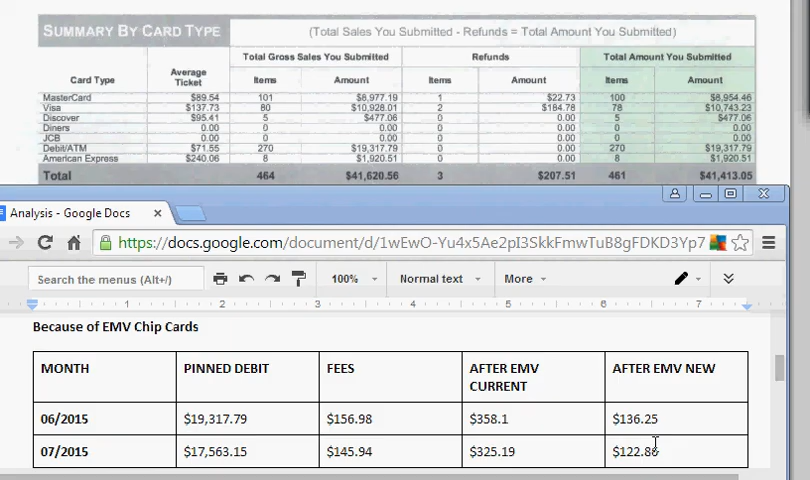 SUMMARY BY CARD TYPE (Total Sales You Submitted - Refunds = Total Amount You Submitted)
Total Gross Sales You Submitted Refunds Total Amount You Submitted
Card Type Average Ticket Items Amount Items Amount Items Amount
MasterCard $89.54 101 $8,977.19 1 $22.73 100 $8,954.46
Visa $137.73 80 $10,928.01 2 $184.78 78 $10,743.23
Discover $95.41 5 $477.06 0 0.00 5 $477.06
Diners 0.00 0 0.00 0 0.00 0 0.00
JCB 0.00 0 0.00 0 0.00 0 0.00
Debit/ATM $71.55 270 $19,317.79 0 0.00 270 $19,317.79
American Express $240.06 8 $1,920.51 0 0.00 8 $1,920.51
Total 464 $41,620.56 3 $207.51 461 $41,413.05
Analysis - Google Docs
https://docs.google.com/document/d/1wEwO-Yu4x5Ae2pI3SkkFmwTuB8gFDKD3Yp7
Search the menus (Alt+/) 100% Normal text More
1 2 3 4 5 6 7
Because of EMV Chip Cards
MONTH PINNED DEBIT FEES AFTER EMV CURRENT AFTER EMV NEW
06/2015 $19,317.79 $156.98 $358.1 $136.25
07/2015 $17,563.15 $145.94 $325.19 $122.86